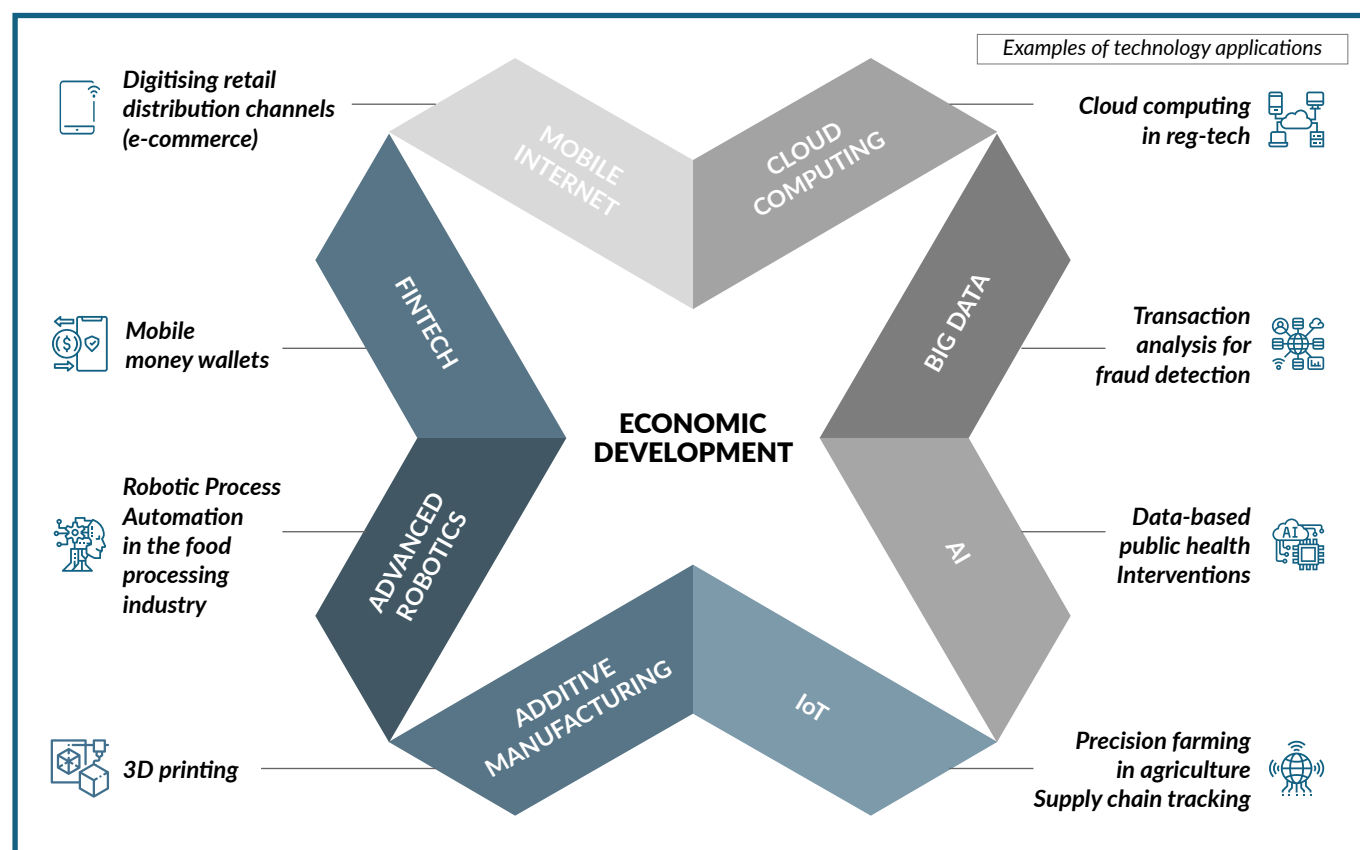 Examples of technology applications
Digitising retail
distribution channels
(e-commerce)
MOBILE
INTERNET
CLOUD
COMPUTING
Cloud computing
in reg-tech
FINTECH
Mobile
money wallets
$
BIG DATA
Transaction
analysis for
fraud detection
ECONOMIC
DEVELOPMENT
Robotic Process
Automation
in the food
processing
industry
ADVANCED
ROBOTICS
AI
Data-based
public health
Interventions
AI
ADDITIVE
MANUFACTURING
IoT
3D printing
Precision farming
in agriculture
Supply chain tracking